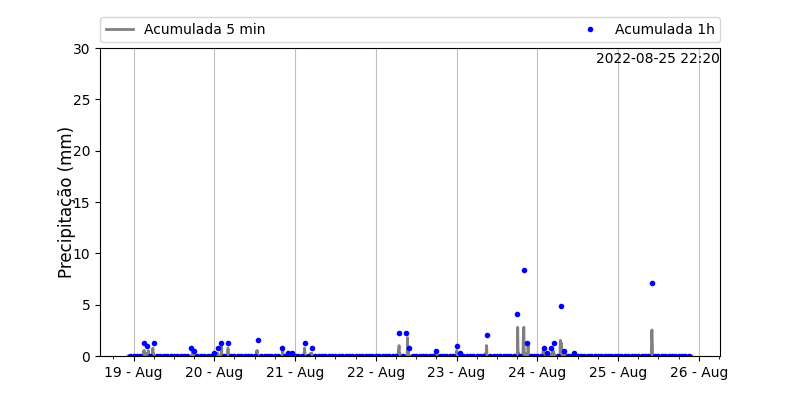 Acumulada 5 min
Acumulada 1h
2022-08-25 22:20
Precipitação (mm)
30
25
20
15
10
5
0
19 - Aug
20 - Aug
21 - Aug
22 - Aug
23 - Aug
24 - Aug
25 - Aug
26 - Aug